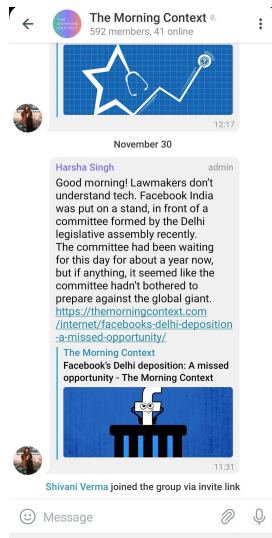 The Morning Context
592 members, 41 online
THE
MORNING
CONTEXT
12:17
November 30
Harsha Singh admin
Good morning! Lawmakers don't
understand tech. Facebook India
was put on a stand, in front of a
committee formed by the Delhi
legislative assembly recently.
The committee had been waiting
for this day for about a year now,
but if anything, it seemed like the
committee hadn't bothered to
prepare against the global giant.
https://themorningcontext.com
/internet/facebooks-delhi-deposition
-a-missed-opportunity/
The Morning Context
Facebook's Delhi deposition: A missed
opportunity - The Morning Context
11:31
Shivani Verma joined the group via invite link
Message